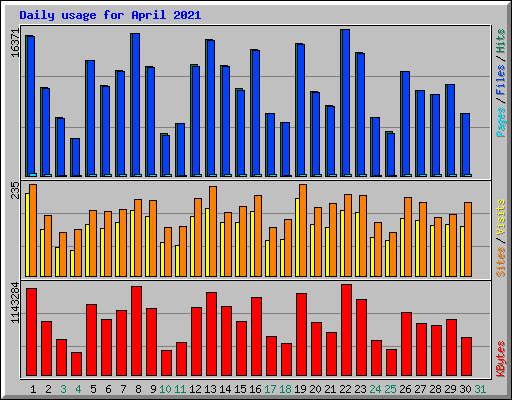 Daily usage for April 2021
16371
Pages / Files / Hits
235
Sites / Visits
1143284
KBytes
1 2 3 4 5 6 7 8 9 10 11 12 13 14 15 16 17 18 19 20 21 22 23 24 25 26 27 28 29 30 31